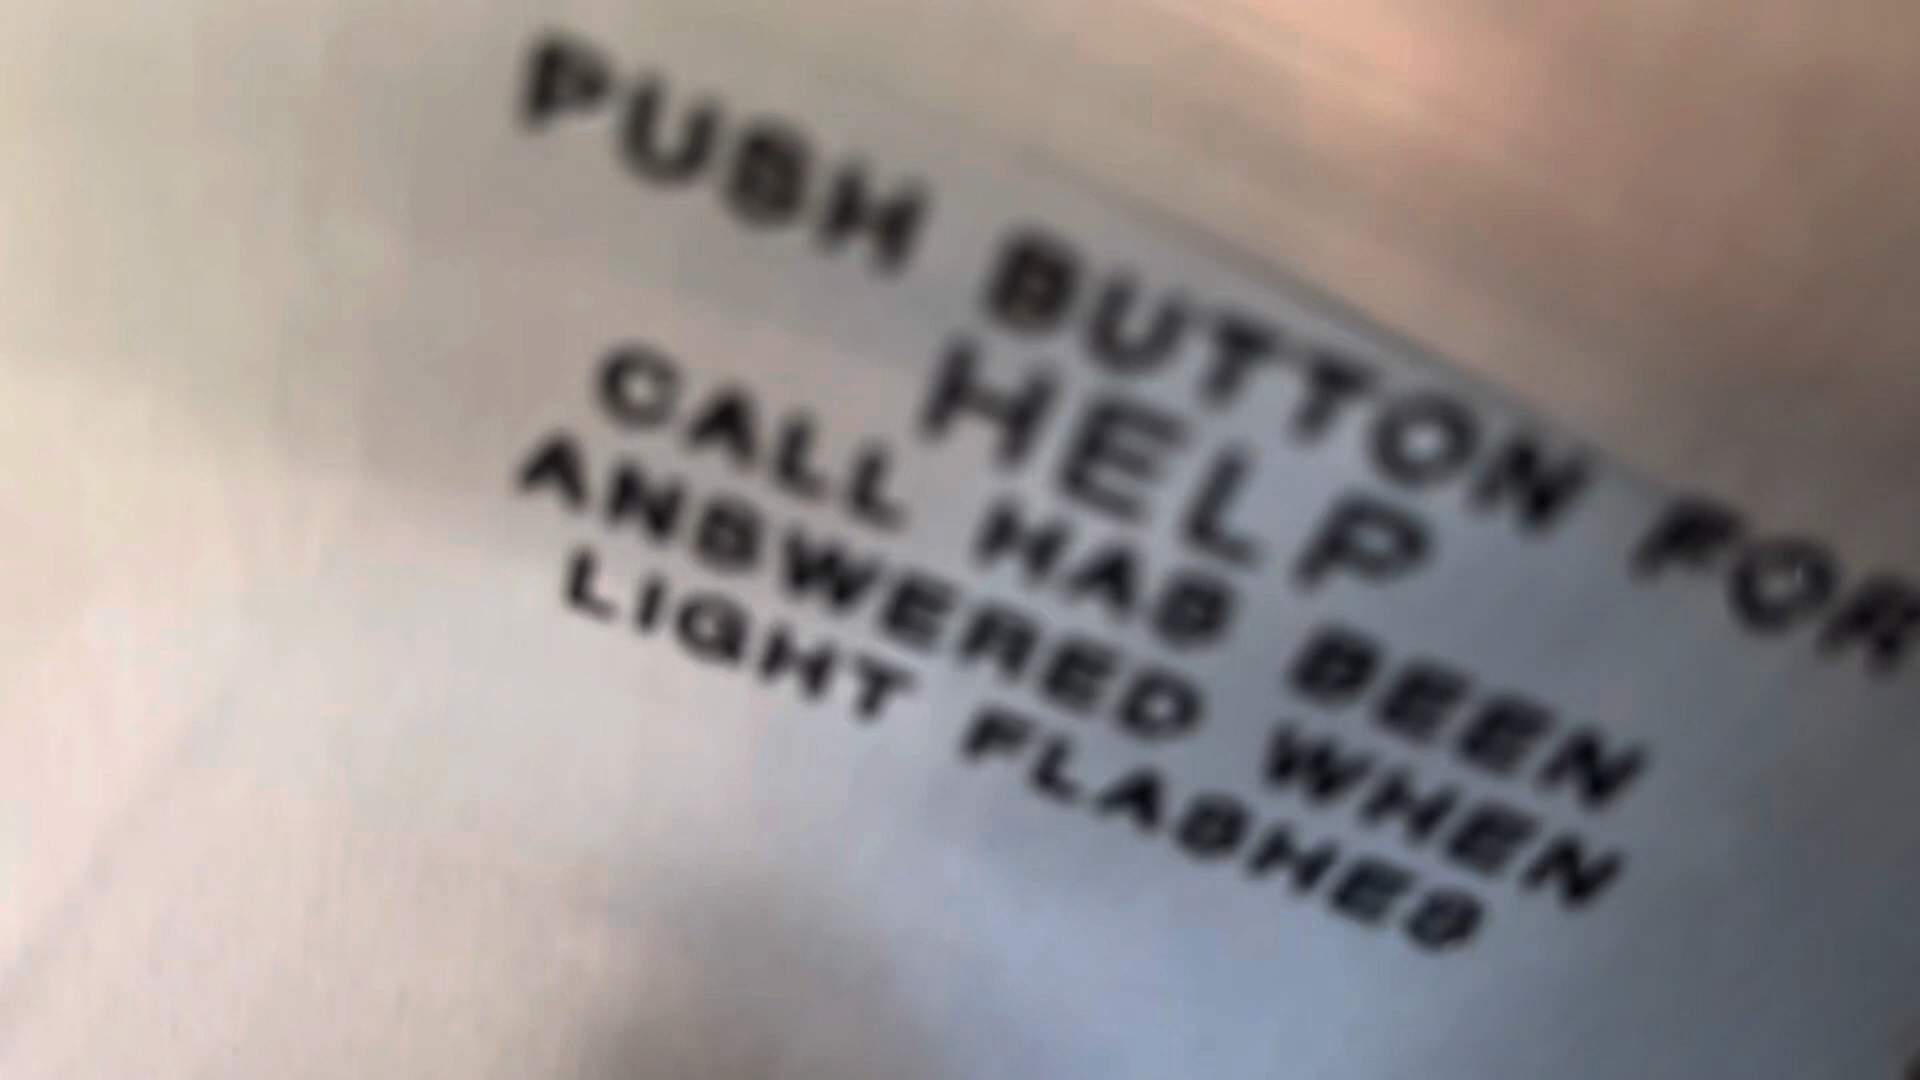 PUSH BUTTON FOR
HELP
CALL HAS BEEN
ANSWERED WHEN
LIGHT FLASHES